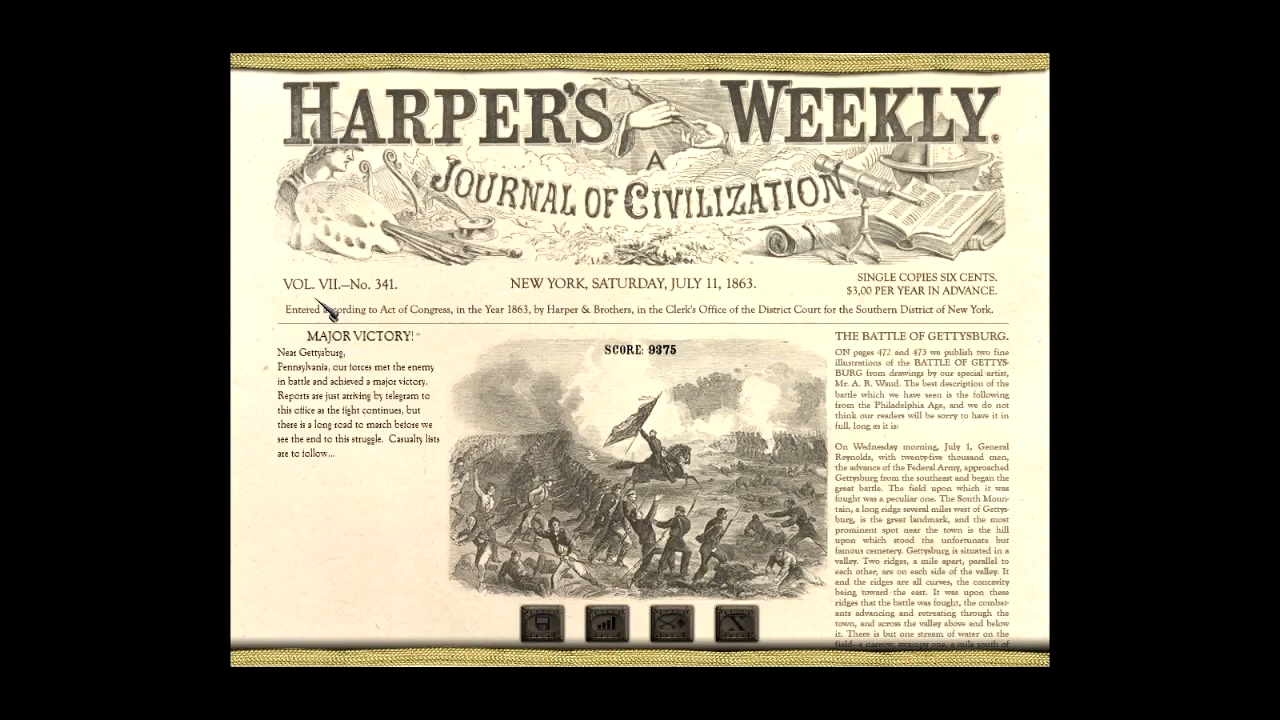 HARPER'S WEEKLY.
A
JOURNAL OF CIVILIZATION
VOL. VII.—No. 341.
NEW YORK, SATURDAY, JULY 11, 1863.
SINGLE COPIES SIX CENTS.
$3,00 PER YEAR IN ADVANCE.
Entered according to Act of Congress, in the Year 1863, by Harper & Brothers, in the Clerk's Office of the District Court for the Southern District of New York.
MAJOR VICTORY!
Near Gettysburg,
Pennsylvania, our forces met the enemy
in battle and achieved a major victory.
Reports are just arriving by telegram to
this office as the fight continues, but
there is a long road to march before we
see the end to this struggle. Casualty lists
are to follow...
SCORE: 9375
THE BATTLE OF GETTYSBURG.
ON pages 472 and 473 we publish two fine
illustrations of the BATTLE OF GETTYS-
BURG from drawings by our special artist,
Mr. A. R. Waud. The best description of the
battle which we have seen is the following
from the Philadelphia Age, and we do not
think our readers will be sorry to have it in
full, long as it is:
On Wednesday morning, July 1, General
Reynolds, with twenty-five thousand men,
the advance of the Federal Army, approached
Gettysburg from the southeast and began the
great battle. The field upon which it was
fought was a peculiar one. The South Moun-
tain, a long ridge several miles west of Gettys-
burg, is the great landmark, and the most
prominent spot near the town is the hill
upon which stood the unfortunate but
famous cemetery. Gettysburg is situated in a
valley. Two ridges, a mile apart, parallel to
each other, are on each side of the valley. It
and the ridges are all curves, the concavity
being toward the east. It was upon these
ridges that the battle was fought, the combat-
ants advancing and retreating through the
town, and across the valley above and below
it. There is but one stream of water on the
field—a narrow, swampy one, a mile south of